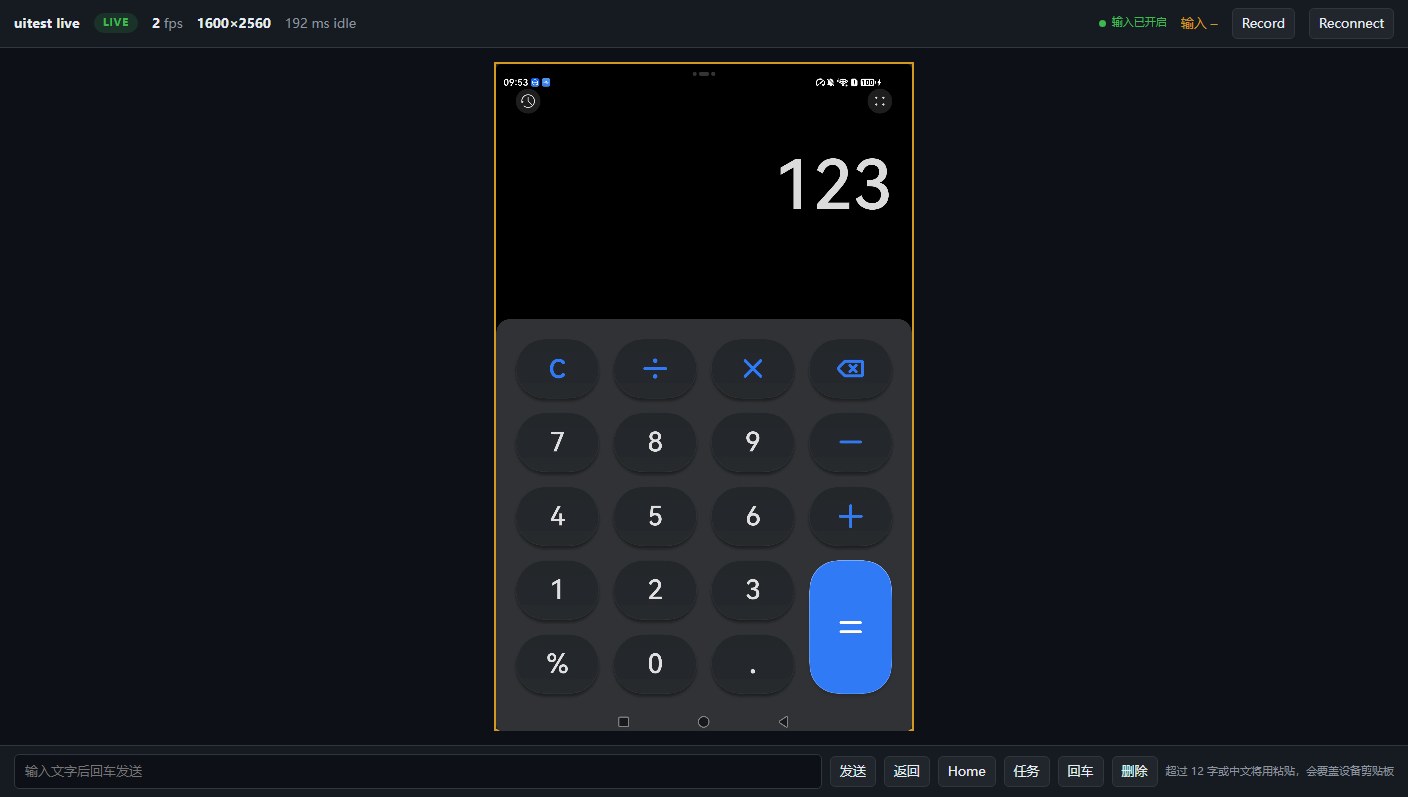 uitest live LIVE 2 fps 1600×2560 192 ms idle 输入已开启 输入 – Record Reconnect
09:53 100
123
C ÷ ×
7 8 9 −
4 5 6 +
1 2 3 =
% 0 .
输入文字后回车发送 发送 返回 Home 任务 回车 删除 超过 12 字或中文将用粘贴，会覆盖设备剪贴板